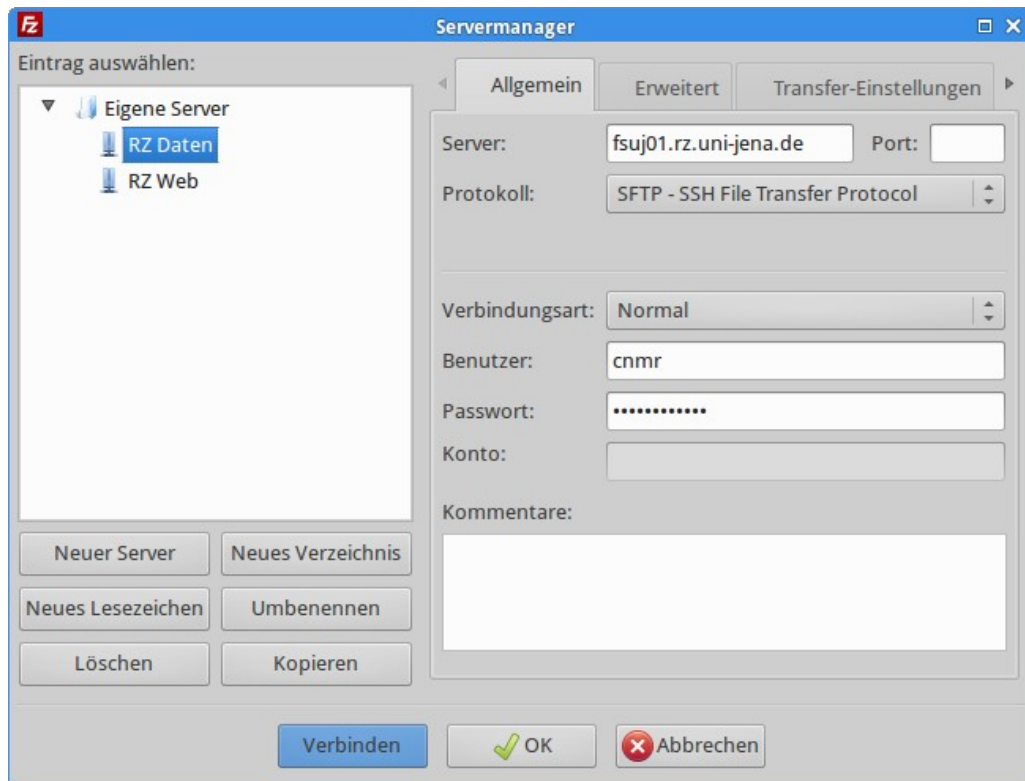 Fz
Servermanager
Eintrag auswählen:
Eigene Server
RZ Daten
RZ Web
Neuer Server
Neues Verzeichnis
Neues Lesezeichen
Umbenennen
Löschen
Kopieren
Allgemein
Erweitert
Transfer-Einstellungen
Server: fsuj01.rz.uni-jena.de Port:
Protokoll: SFTP - SSH File Transfer Protocol
Verbindungsart: Normal
Benutzer: cnmr
Passwort: ••••••••••••
Konto:
Kommentare:
Verbinden
OK
Abbrechen